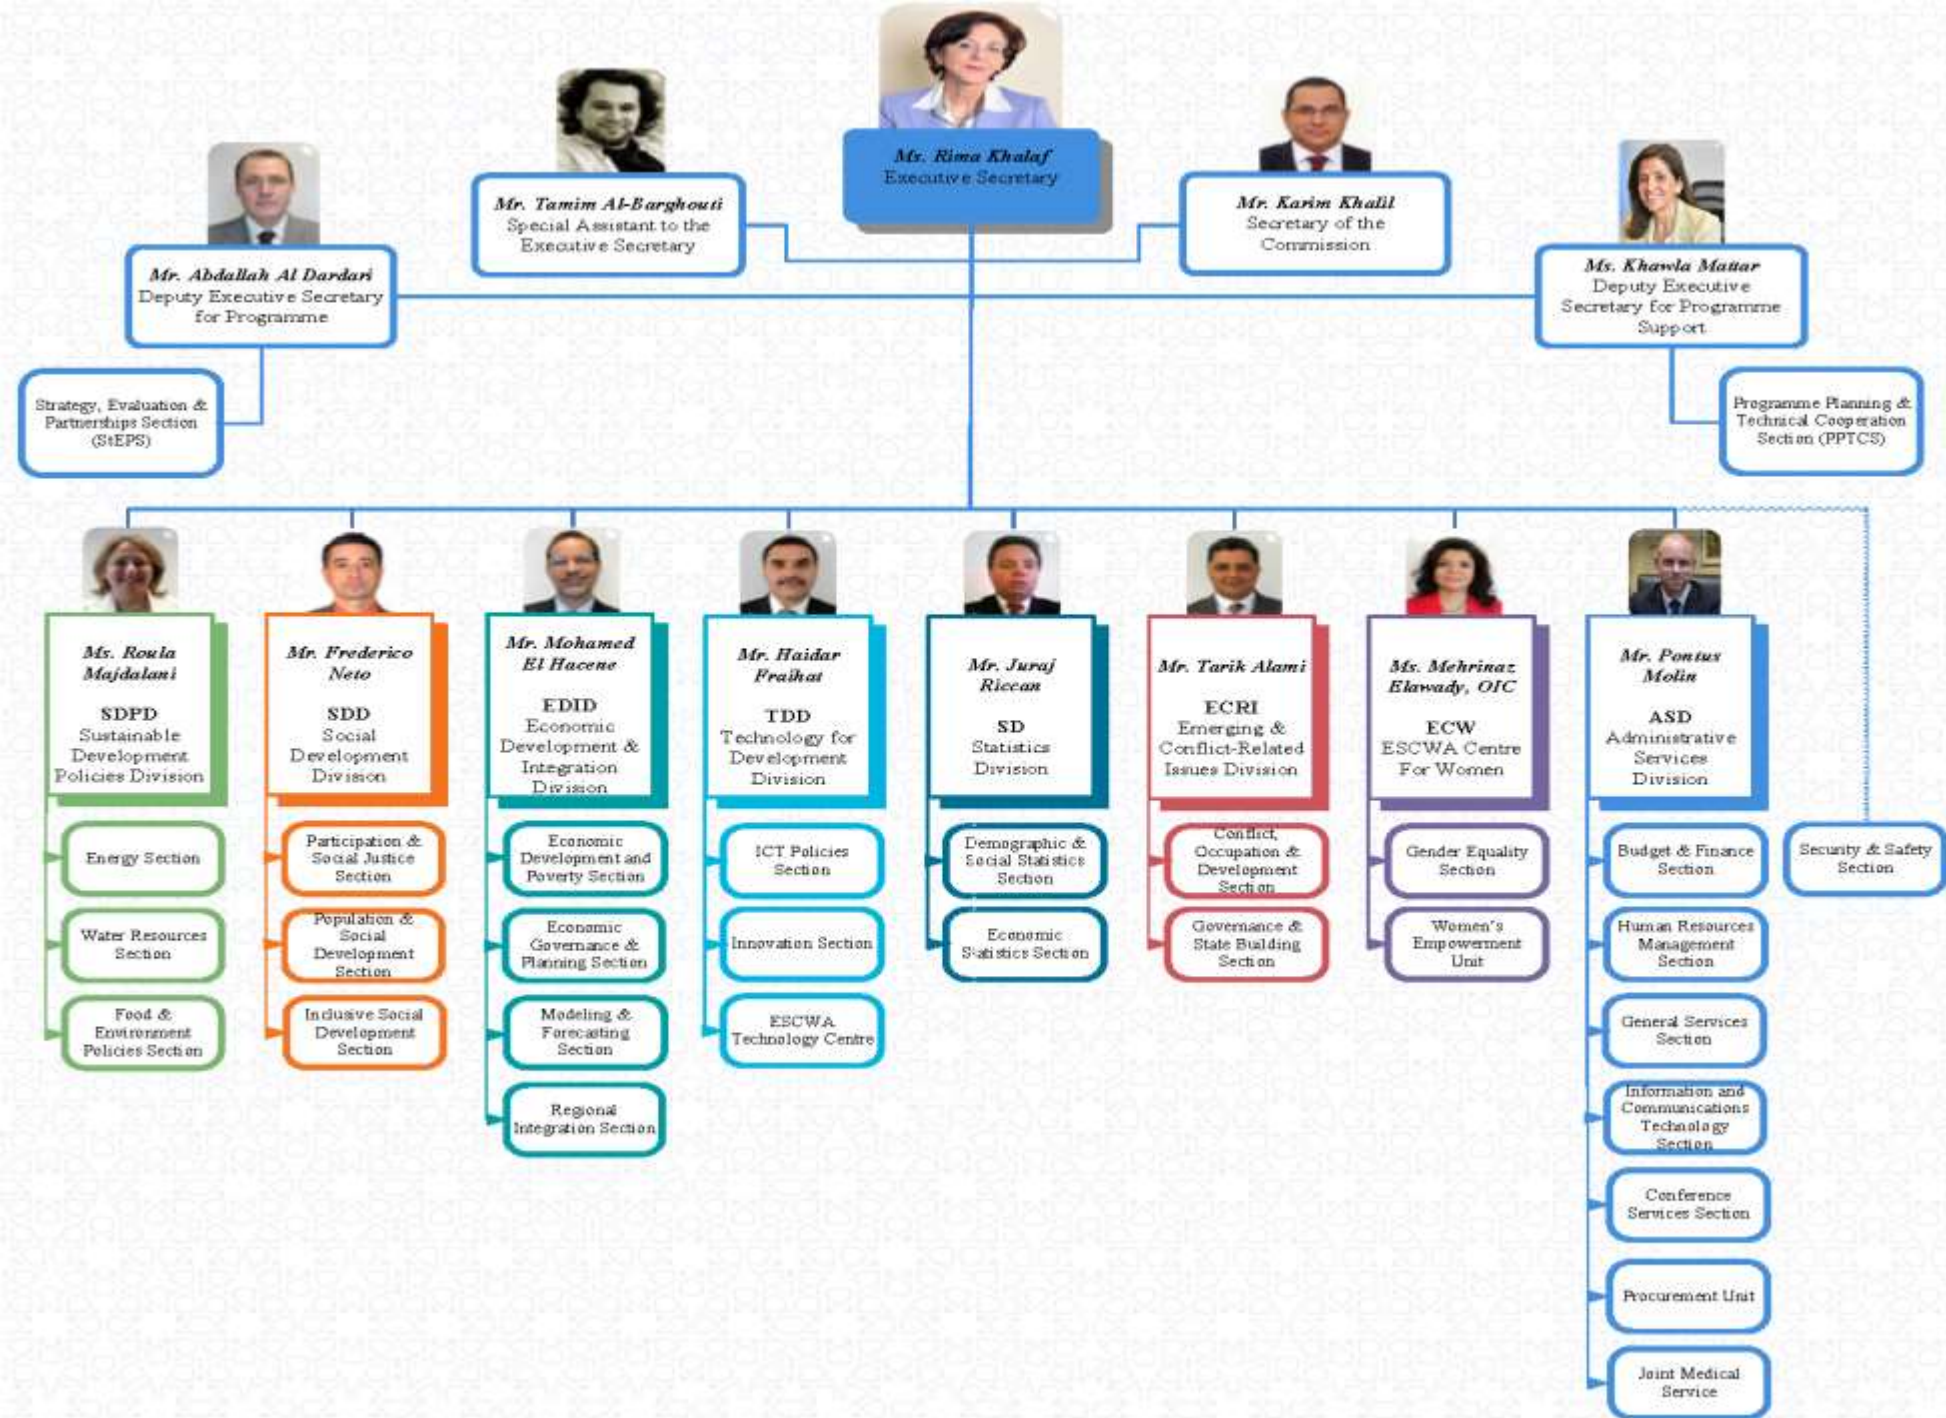 Ms. Rima Khalaf
Executive Secretary
Mr. Tamim Al-Barghouti
Special Assistant to the
Executive Secretary
Mr. Karim Khalil
Secretary of the
Commission
Mr. Abdallah Al Dardari
Deputy Executive Secretary
for Programme
Ms. Khawla Mattar
Deputy Executive
Secretary for Programme
Support
Strategy, Evaluation &
Partnerships Section
(StEPS)
Programme Planning &
Technical Cooperation
Section (PPTCS)
Ms. Roula
Majdalani
SDPD
Sustainable
Development
Policies Division
Energy Section
Water Resources
Section
Food &
Environment
Policies Section
Mr. Frederico
Neto
SDD
Social
Development
Division
Participation &
Social Justice
Section
Population &
Social
Development
Section
Inclusive Social
Development
Section
Mr. Mohamed
El Hacene
EDID
Economic
Development &
Integration
Division
Economic
Development and
Poverty Section
Economic
Governance &
Planning Section
Modeling &
Forecasting
Section
Regional
Integration Section
Mr. Haidar
Fraihat
TDD
Technology for
Development
Division
ICT Policies
Section
Innovation Section
ESCWA
Technology Centre
Mr. Juraj
Riecan
SD
Statistics
Division
Demographic &
Social Statistics
Section
Economic
Statistics Section
Mr. Tarik Alami
ECRI
Emerging &
Conflict-Related
Issues Division
Conflict,
Occupation &
Development
Section
Governance &
State Building
Section
Ms. Mehrinaz
Elawady, OIC
ECW
ESCWA Centre
For Women
Gender Equality
Section
Women's
Empowerment
Unit
Mr. Pontus
Molin
ASD
Administrative
Services
Division
Budget & Finance
Section
Human Resources
Management
Section
General Services
Section
Information and
Communications
Technology
Section
Conference
Services Section
Procurement Unit
Joint Medical
Service
Security & Safety
Section